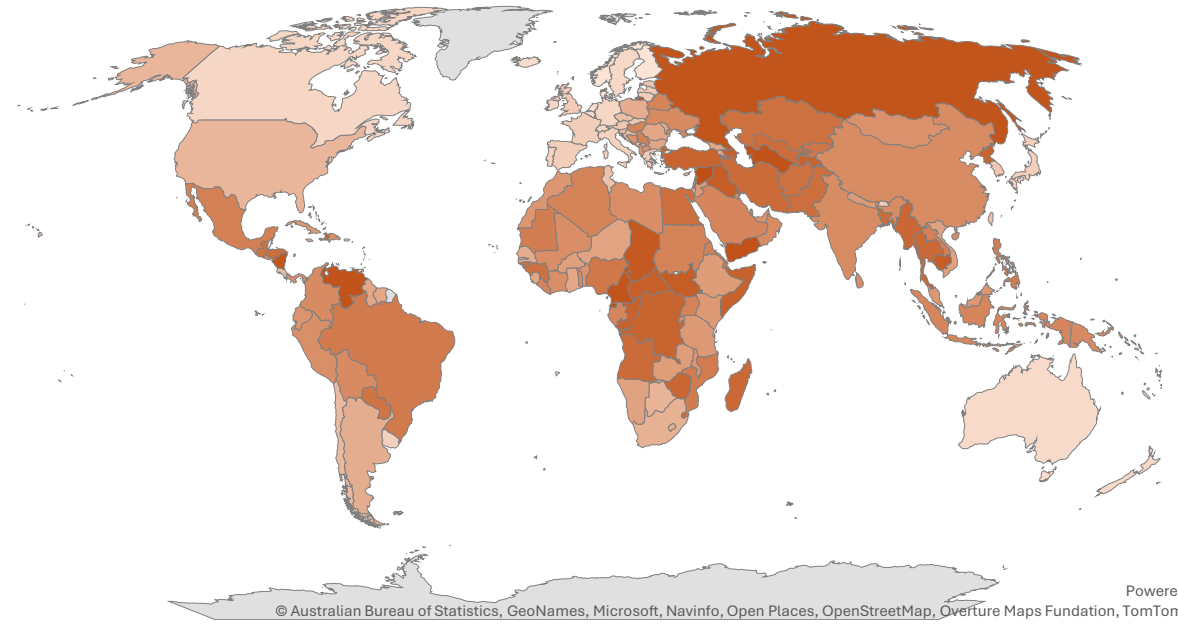 Powere
© Australian Bureau of Statistics, GeoNames, Microsoft, Navinfo, Open Places, OpenStreetMap, Overture Maps Fundation, TomTom